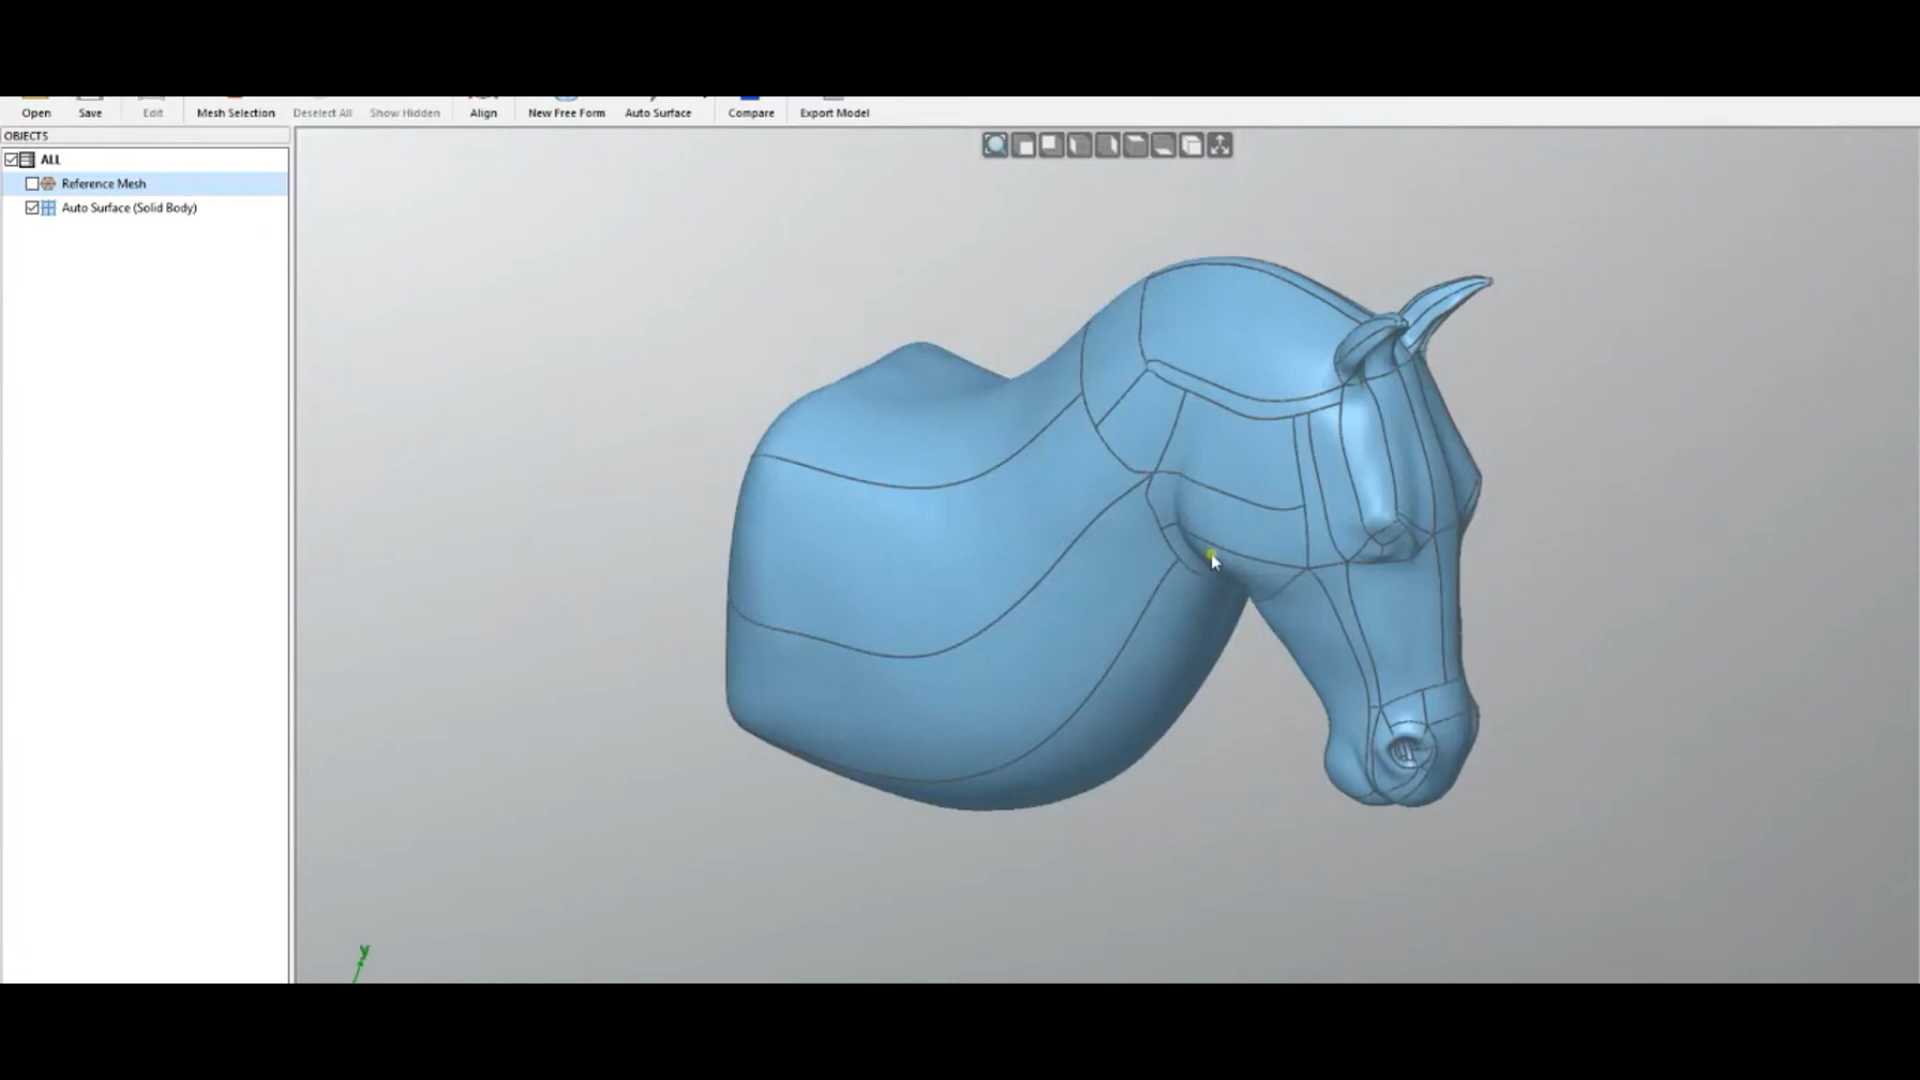 Open Save Edit Mesh Selection Deselect All Show Hidden Align New Free Form Auto Surface Compare Export Model
OBJECTS
ALL
Reference Mesh
Auto Surface (Solid Body)
y